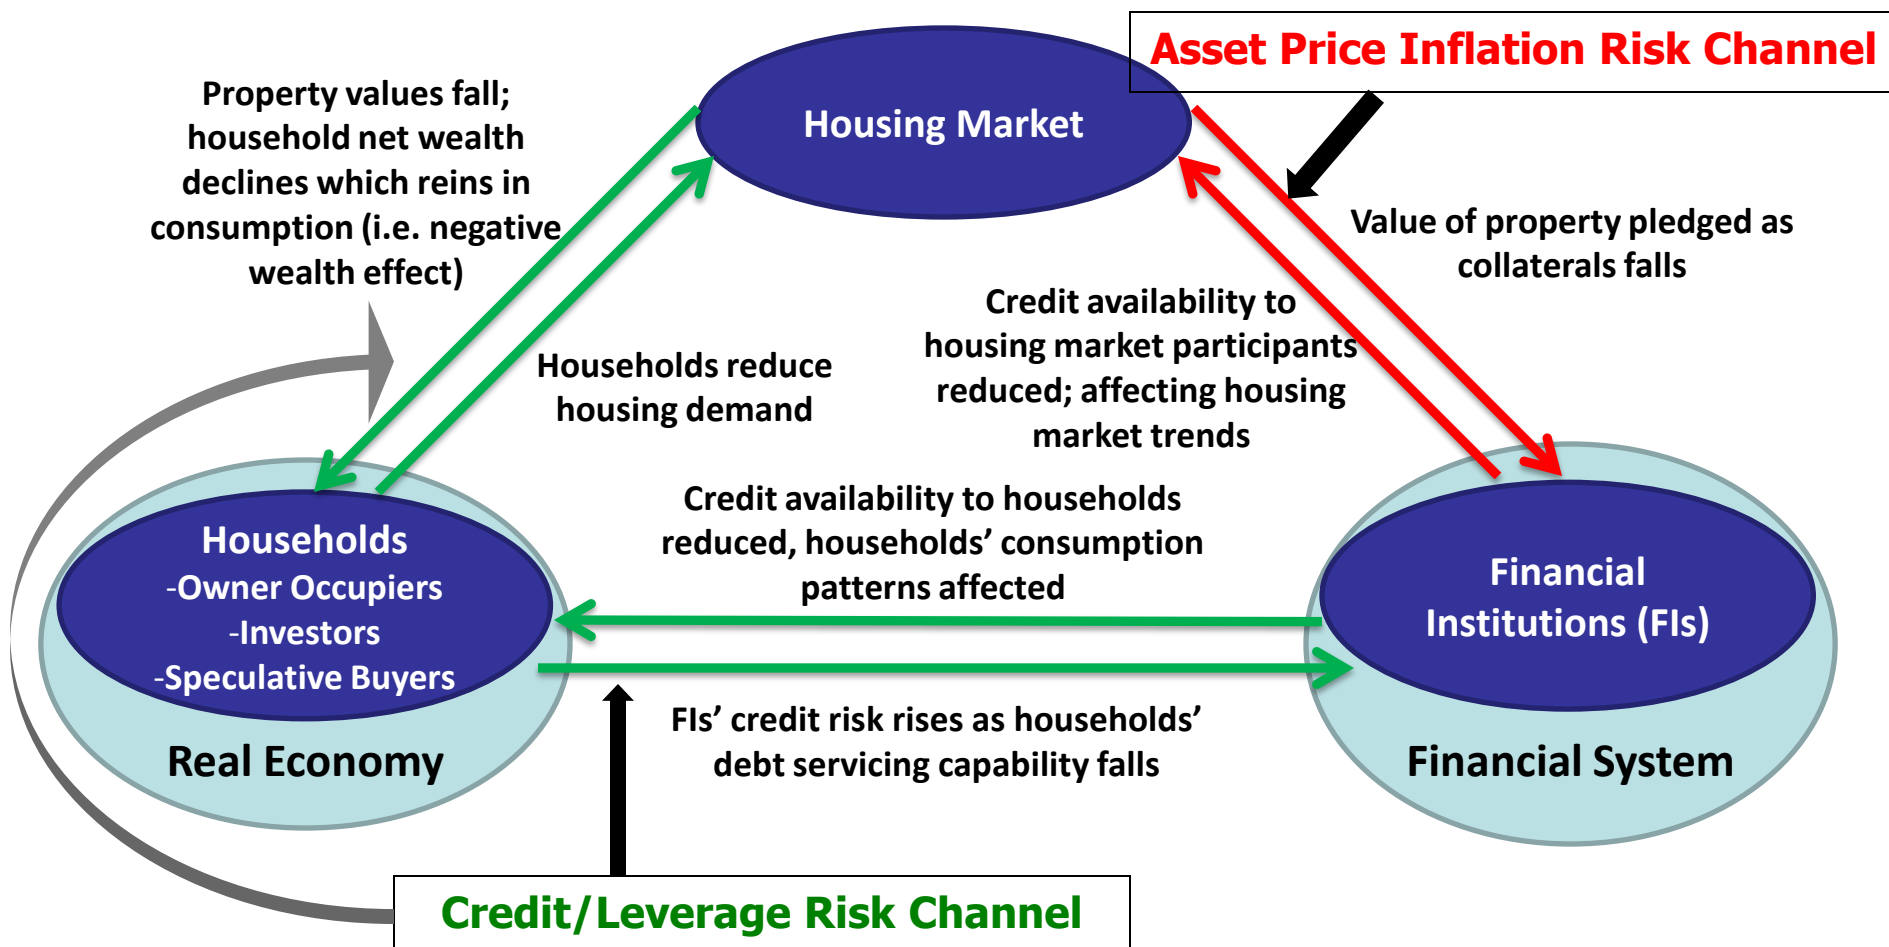 Asset Price Inflation Risk Channel
Housing Market
Property values fall;
household net wealth
declines which reins in
consumption (i.e. negative
wealth effect)
Value of property pledged as
collaterals falls
Credit availability to
housing market participants
reduced; affecting housing
market trends
Households reduce
housing demand
Credit availability to households
reduced, households’ consumption
patterns affected
Households
-Owner Occupiers
-Investors
-Speculative Buyers
Real Economy
Financial
Institutions (FIs)
Financial System
FIs’ credit risk rises as households’
debt servicing capability falls
Credit/Leverage Risk Channel